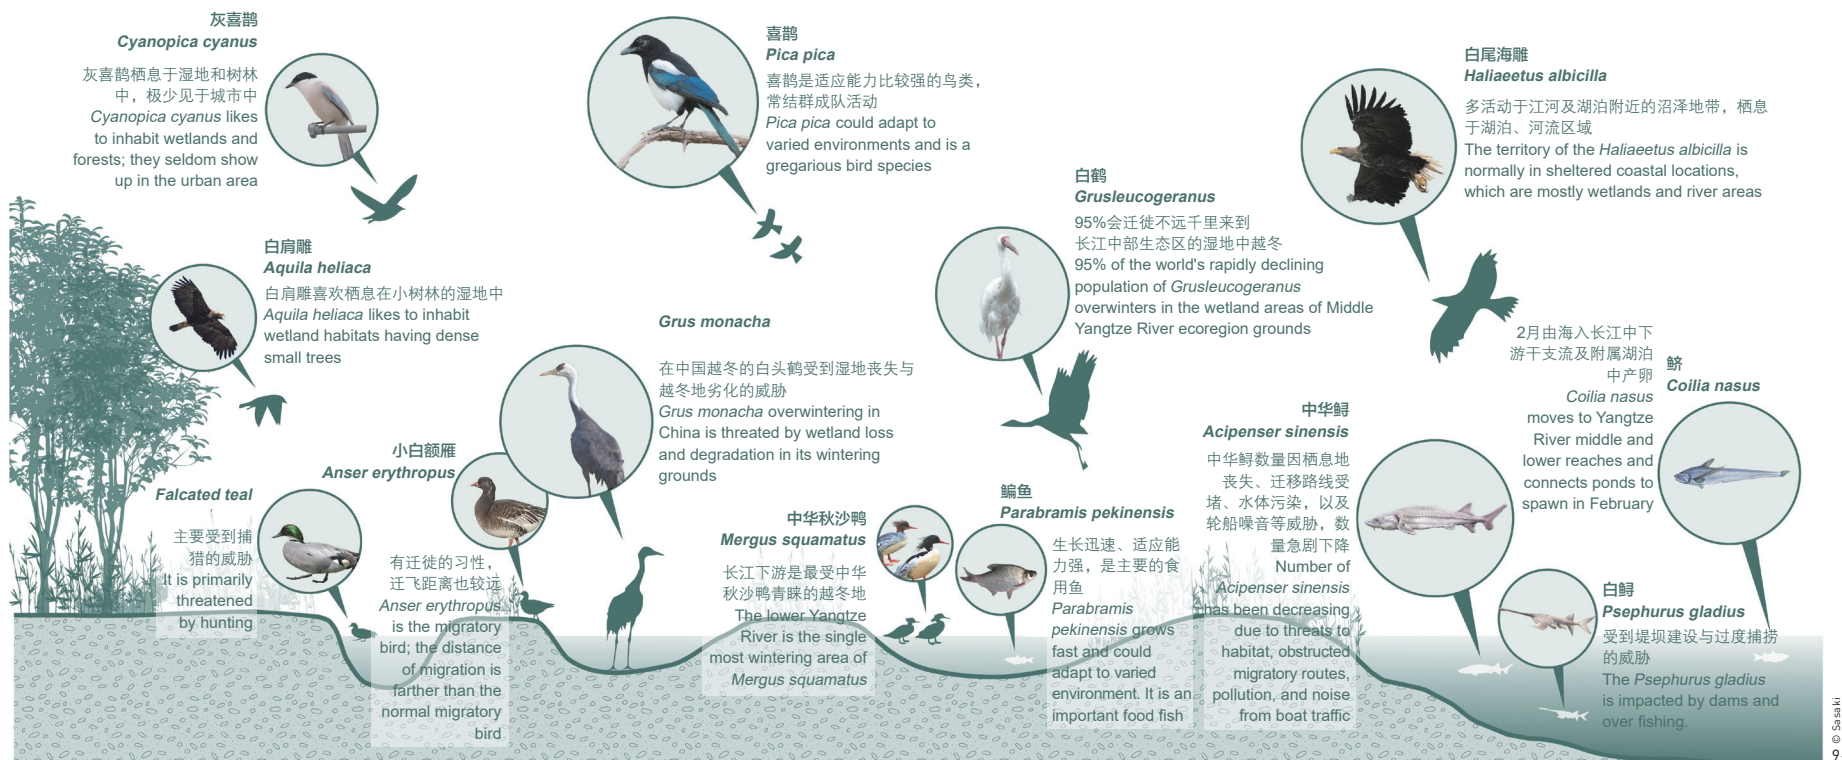 灰喜鹊
Cyanopica cyanus
灰喜鹊栖息于湿地和树林
中，极少见于城市中
Cyanopica cyanus likes
to inhabit wetlands and
forests; they seldom show
up in the urban area
喜鹊
Pica pica
喜鹊是适应能力比较强的鸟类，
常结群成队活动
Pica pica could adapt to
varied environments and is a
gregarious bird species
白尾海雕
Haliaeetus albicilla
多活动于江河及湖泊附近的沼泽地带，栖息
于湖泊、河流区域
The territory of the Haliaeetus albicilla is
normally in sheltered coastal locations,
which are mostly wetlands and river areas
白鹤
Grusleucogeranus
95%会迁徙不远千里来到
长江中部生态区的湿地中越冬
95% of the world's rapidly declining
population of Grusleucogeranus
overwinters in the wetland areas of Middle
Yangtze River ecoregion grounds
白肩雕
Aquila heliaca
白肩雕喜欢栖息在小树林的湿地中
Aquila heliaca likes to inhabit
wetland habitats having dense
small trees
Grus monacha
在中国越冬的白头鹤受到湿地丧失与
越冬地劣化的威胁
Grus monacha overwintering in
China is threated by wetland loss
and degradation in its wintering
grounds
2月由海入长江中下
游干支流及附属湖泊
中产卵
Coilia nasus
moves to Yangtze
River middle and
lower reaches and
connects ponds to
spawn in February
鲚
Coilia nasus
中华鲟
Acipenser sinensis
中华鲟数量因栖息地
丧失、迁移路线受
堵、水体污染，以及
轮船噪音等威胁，数
量急剧下降
Number of
Acipenser sinensis
has been decreasing
due to threats to
habitat, obstructed
migratory routes,
pollution, and noise
from boat traffic
小白额雁
Anser erythropus
有迁徙的习性，
迁飞距离也较远
Anser erythropus
is the migratory
bird; the distance
of migration is
farther than the
normal migratory
bird
Falcated teal
主要受到捕
猎的威胁
It is primarily
threatened
by hunting
中华秋沙鸭
Mergus squamatus
长江下游是最受中华
秋沙鸭青睐的越冬地
The lower Yangtze
River is the single
most wintering area of
Mergus squamatus
鳊鱼
Parabramis pekinensis
生长迅速、适应能
力强，是主要的食
用鱼
Parabramis
pekinensis grows
fast and could
adapt to varied
environment. It is an
important food fish
白鲟
Psephurus gladius
受到堤坝建设与过度捕捞
的威胁
The Psephurus gladius
is impacted by dams and
over fishing.
© Sasaki